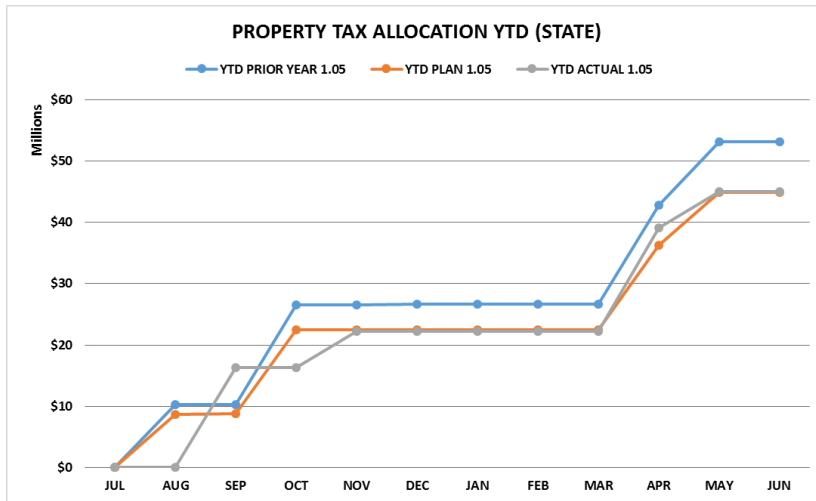 PROPERTY TAX ALLOCATION YTD (STATE)
YTD PRIOR YEAR 1.05 YTD PLAN 1.05 YTD ACTUAL 1.05
Millions
$60
$50
$40
$30
$20
$10
$0
JUL AUG SEP OCT NOV DEC JAN FEB MAR APR MAY JUN